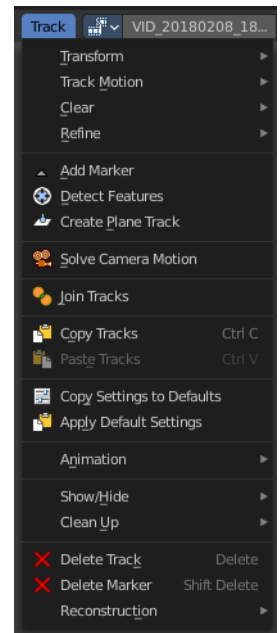 Track VID_20180208_18...
Transform
Track Motion
Clear
Refine
Add Marker
Detect Features
Create Plane Track
Solve Camera Motion
Join Tracks
Copy Tracks Ctrl C
Paste Tracks Ctrl V
Copy Settings to Defaults
Apply Default Settings
Animation
Show/Hide
Clean Up
Delete Track Delete
Delete Marker Shift Delete
Reconstruction